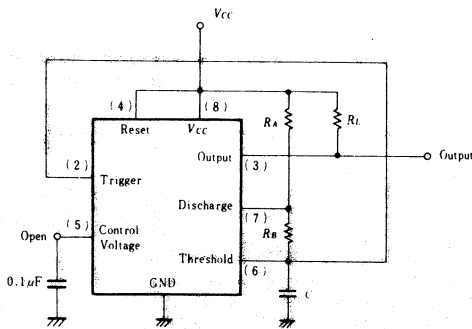 VCC
(4)
(8)
Reset
VCC
RA
RL
Output
(3)
Output
(2)
Trigger
Discharge
(7)
(5)
Open
Control
Voltage
RB
Threshold
(6)
0.1μF
GND
C